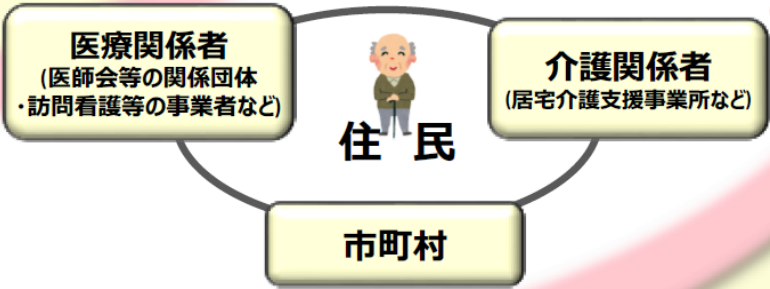 医療関係者
(医師会等の関係団体
・訪問看護等の事業者など)
介護関係者
(居宅介護支援事業所など)
住民
市町村